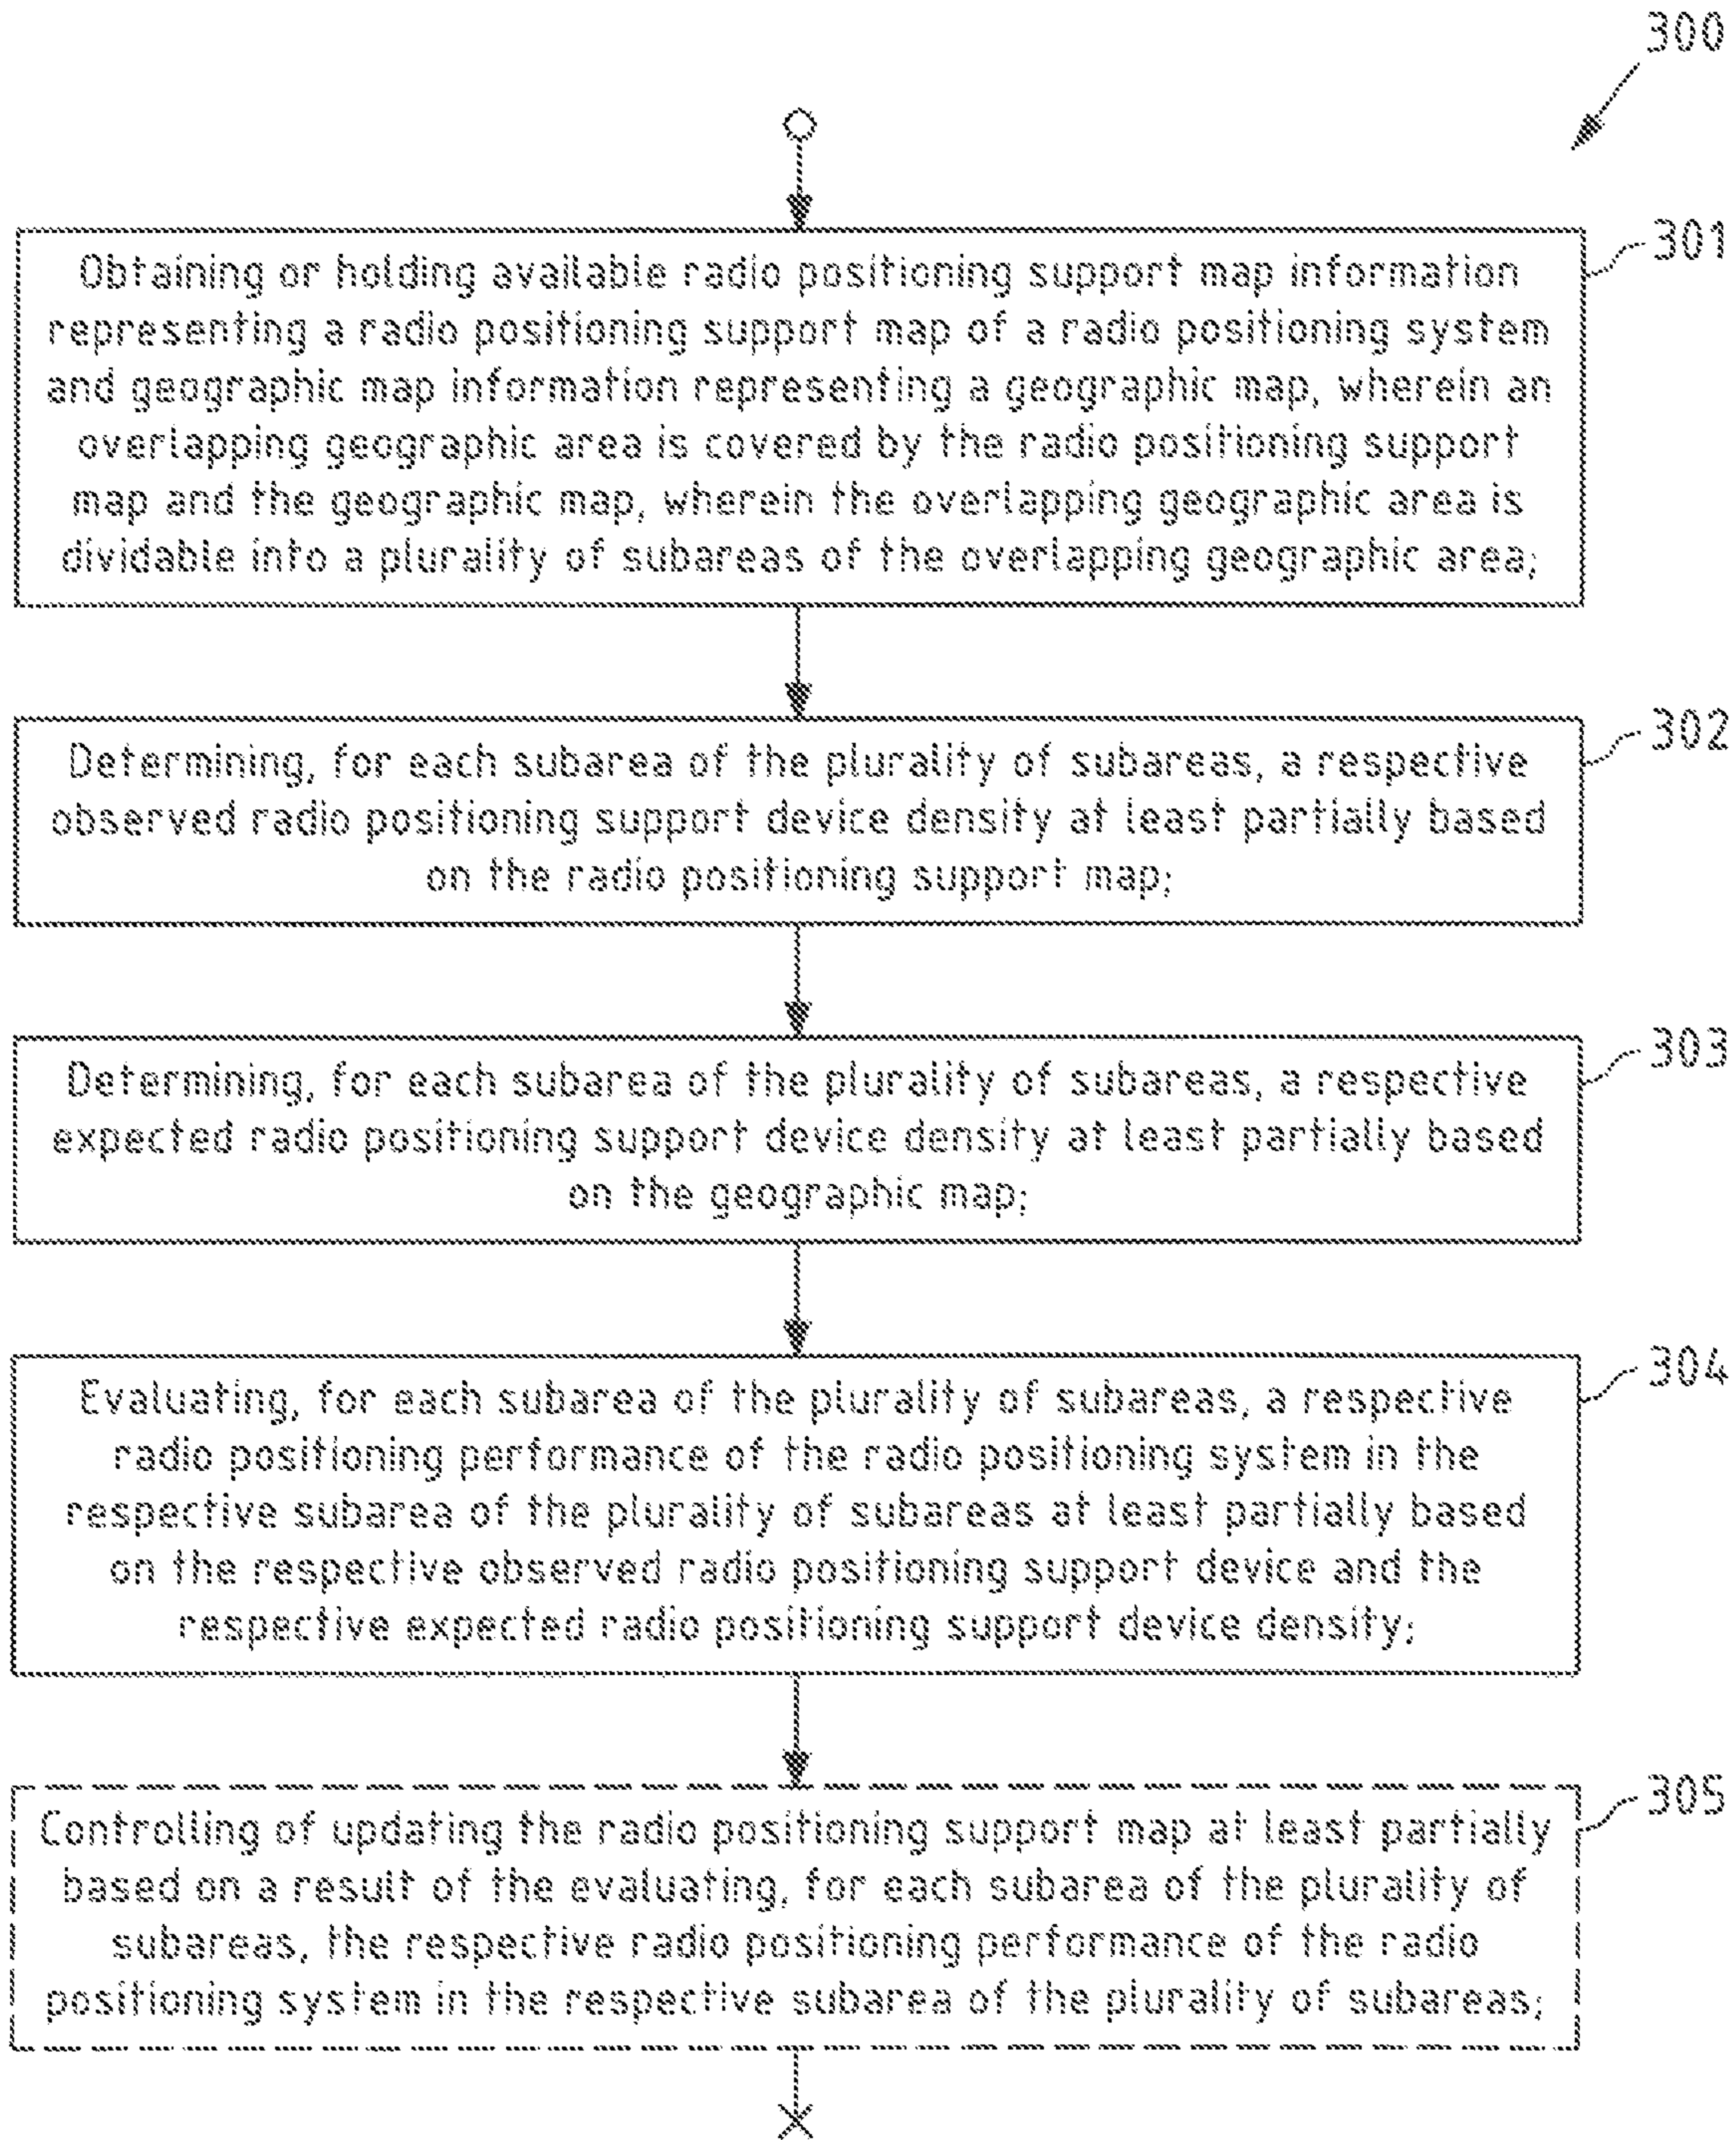 300
301
Obtaining or holding available radio positioning support map information
representing a radio positioning support map of a radio positioning system
and geographic map information representing a geographic map, wherein an
overlapping geographic area is covered by the radio positioning support
map and the geographic map, wherein the overlapping geographic area is
dividable into a plurality of subareas of the overlapping geographic area;
302
Determining, for each subarea of the plurality of subareas, a respective
observed radio positioning support device density at least partially based
on the radio positioning support map;
303
Determining, for each subarea of the plurality of subareas, a respective
expected radio positioning support device density at least partially based
on the geographic map;
304
Evaluating, for each subarea of the plurality of subareas, a respective
radio positioning performance of the radio positioning system in the
respective subarea of the plurality of subareas at least partially based
on the respective observed radio positioning support device and the
respective expected radio positioning support device density;
305
Controlling of updating the radio positioning support map at least partially
based on a result of the evaluating, for each subarea of the plurality of
subareas, the respective radio positioning performance of the radio
positioning system in the respective subarea of the plurality of subareas;